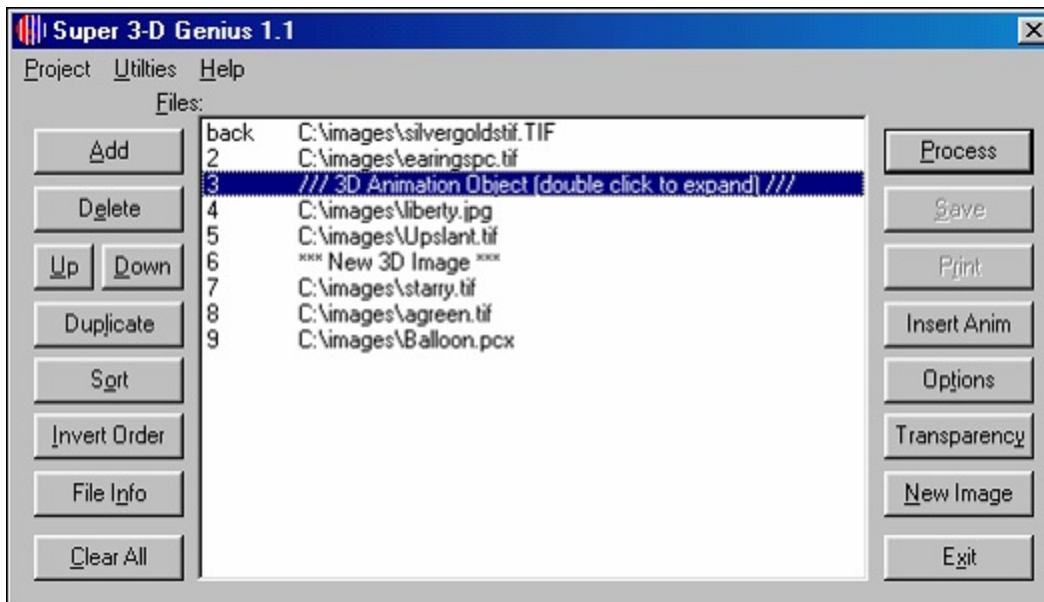 Super 3-D Genius 1.1
Project Utilties Help
Files:
Add
Delete
Up Down
Duplicate
Sort
Invert Order
File Info
Clear All
back C:\images\silvergoldstif.TIF
2 C:\images\earingspc.tif
3 /// 3D Animation Object (double click to expand) ///
4 C:\images\liberty.jpg
5 C:\images\Upslant.tif
6 *** New 3D Image ***
7 C:\images\starry.tif
8 C:\images\agreen.tif
9 C:\images\Balloon.pcx
Process
Save
Print
Insert Anim
Options
Transparency
New Image
Exit